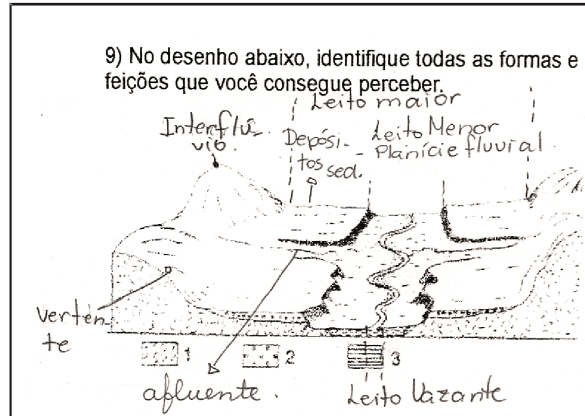 9) No desenho abaixo, identifique todas as formas e
feições que você consegue perceber.
Leito maior
Interflú-
vio.
Depósi-
tos sed.
Leito Menor
- Planície fluvial.
vertén-
te
1 2 3
afluente.
Leito Vazante